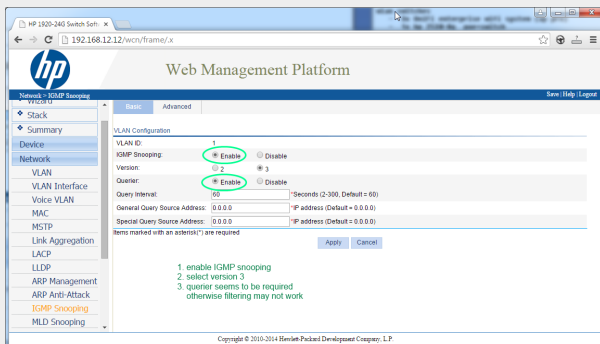 HP 1920-24G Switch Softw
192.168.12.12/wcn/frame/.x
hp
Web Management Platform
Network > IGMP Snooping
Save | Help | Logout
Wizard
Stack
Summary
Device
Network
VLAN
VLAN Interface
Voice VLAN
MAC
MSTP
Link Aggregation
LACP
LLDP
ARP Management
ARP Anti-Attack
IGMP Snooping
MLD Snooping
Basic Advanced
VLAN Configuration
VLAN ID: 1
IGMP Snooping: Enable Disable
Version: 2 3
Querier: Enable Disable
Query Interval: 60 *Seconds (2-300, Default = 60)
General Query Source Address: 0.0.0.0 *IP address (Default = 0.0.0.0)
Special Query Source Address: 0.0.0.0 *IP address (Default = 0.0.0.0)
Items marked with an asterisk(*) are required
Apply Cancel
1. enable IGMP snooping
2. select version 3
3. querier seems to be required
otherwise filtering may not work
Copyright © 2010-2014 Hewlett-Packard Development Company, L.P.